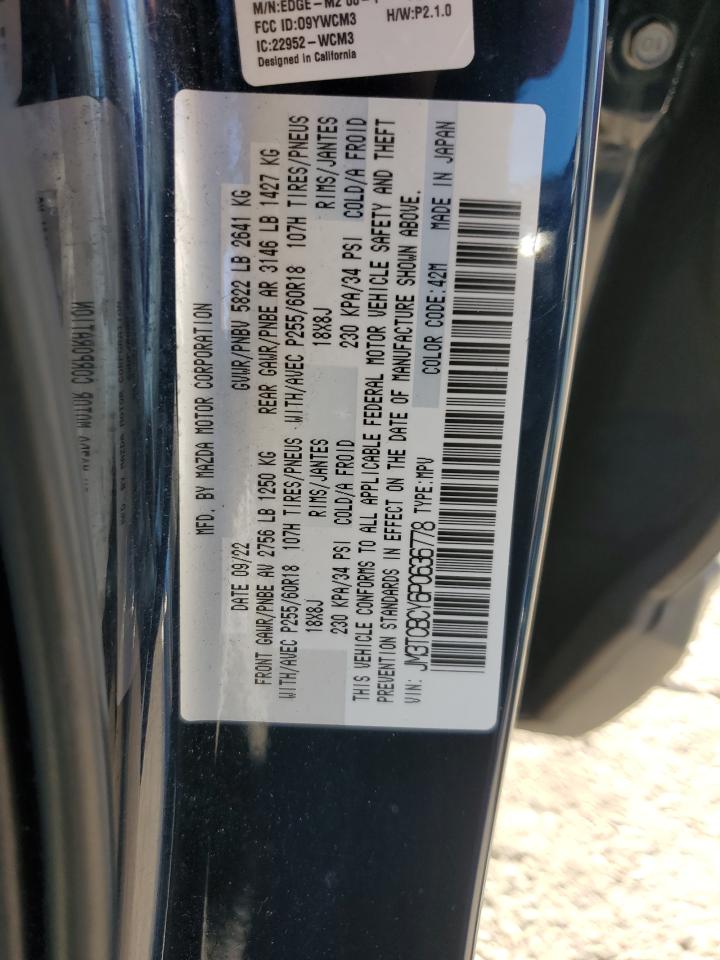 M/N:EDGE-M2
FCC ID:O9YWCM3 H/W:P2.1.0
IC:22952-WCM3
Designed in California
MFD. BY MAZDA MOTOR CORPORATION
DATE 09/22 GVWR/PNBV 5822 LB 2641 KG
FRONT GAWR/PNBE AV 2756 LB 1250 KG REAR GAWR/PNBE AR 3146 LB 1427 KG
WITH/AVEC P255/60R18 107H TIRES/PNEUS WITH/AVEC P255/60R18 107H TIRES/PNEUS
18X8J RIMS/JANTES 18X8J RIMS/JANTES
230 KPA/34 PSI COLD/A FROID 230 KPA/34 PSI COLD/A FROID
THIS VEHICLE CONFORMS TO ALL APPLICABLE FEDERAL MOTOR VEHICLE SAFETY AND THEFT
PREVENTION STANDARDS IN EFFECT ON THE DATE OF MANUFACTURE SHOWN ABOVE.
VIN: JM3TCBCY6P0636778 TYPE:MPV COLOR CODE:42M MADE IN JAPAN